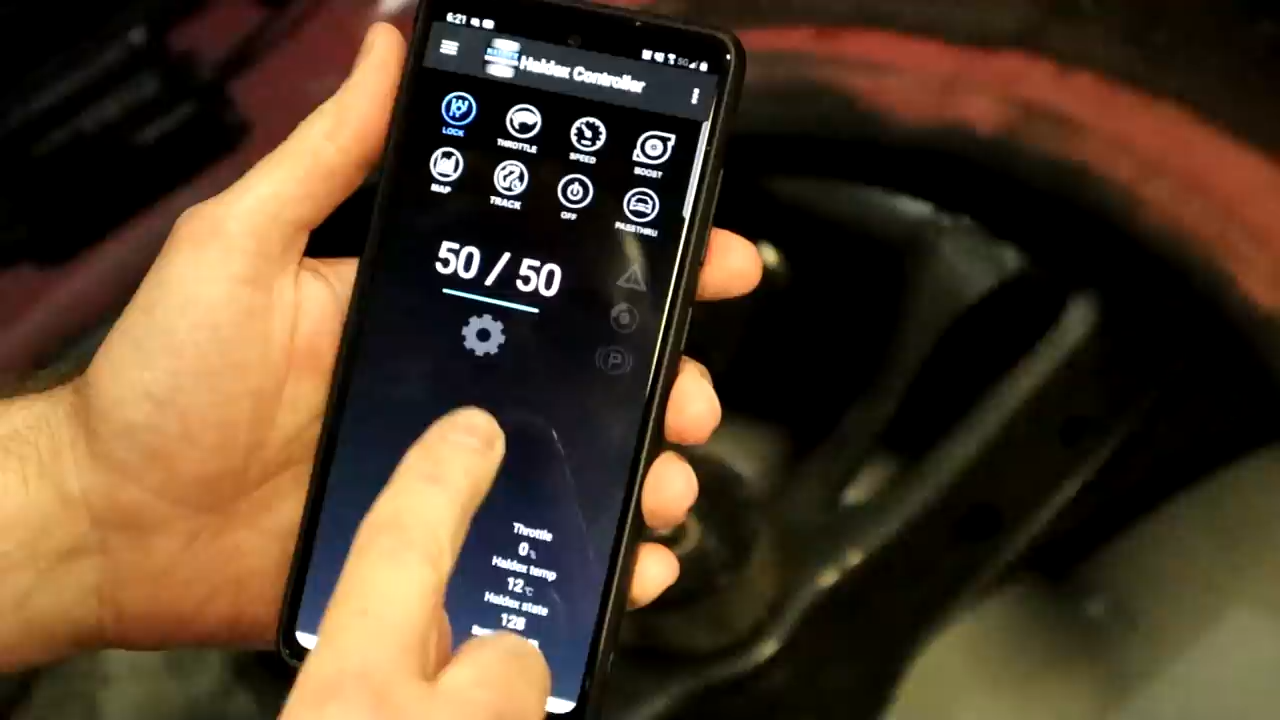 6:21
5G
Haldex Controller
LOCK THROTTLE SPEED BOOST
MAP TRACK OFF PASSTHRU
50 / 50
P
Throttle
0 %
Haldex temp
12 °C
Haldex state
128